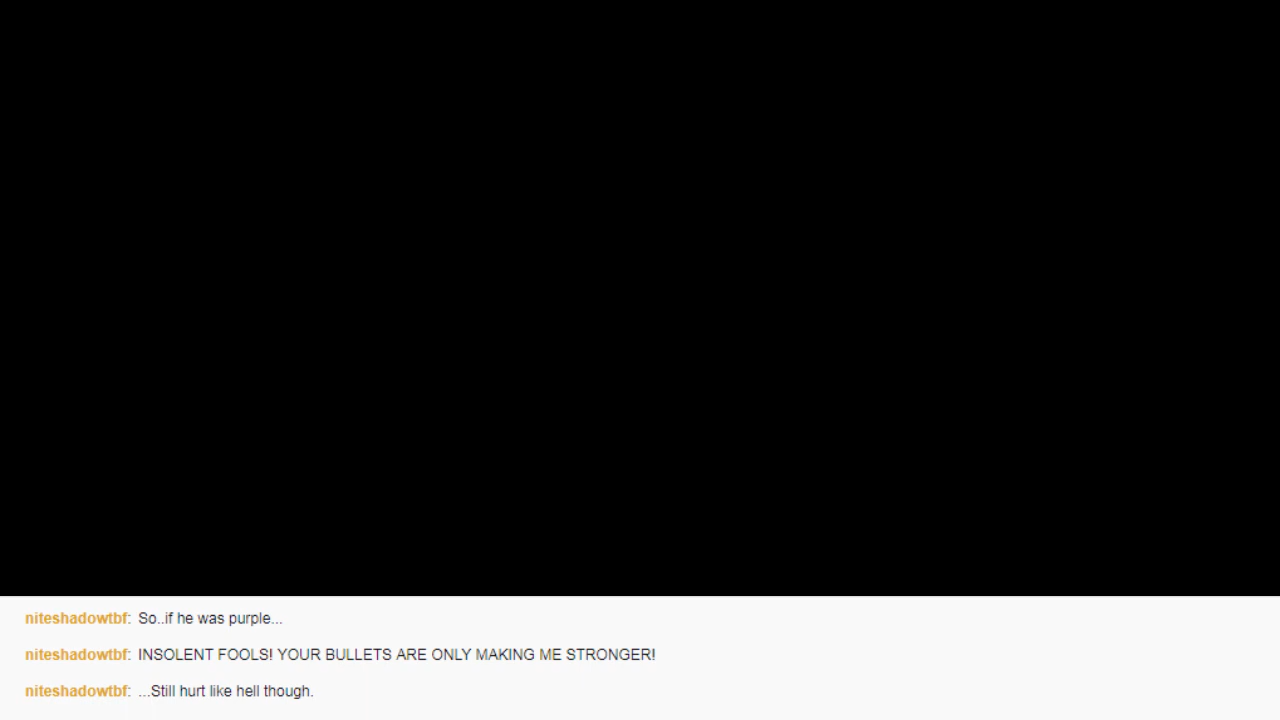 niteshadowtbf: So..if he was purple...
niteshadowtbf: INSOLENT FOOLS! YOUR BULLETS ARE ONLY MAKING ME STRONGER!
niteshadowtbf: ...Still hurt like hell though.